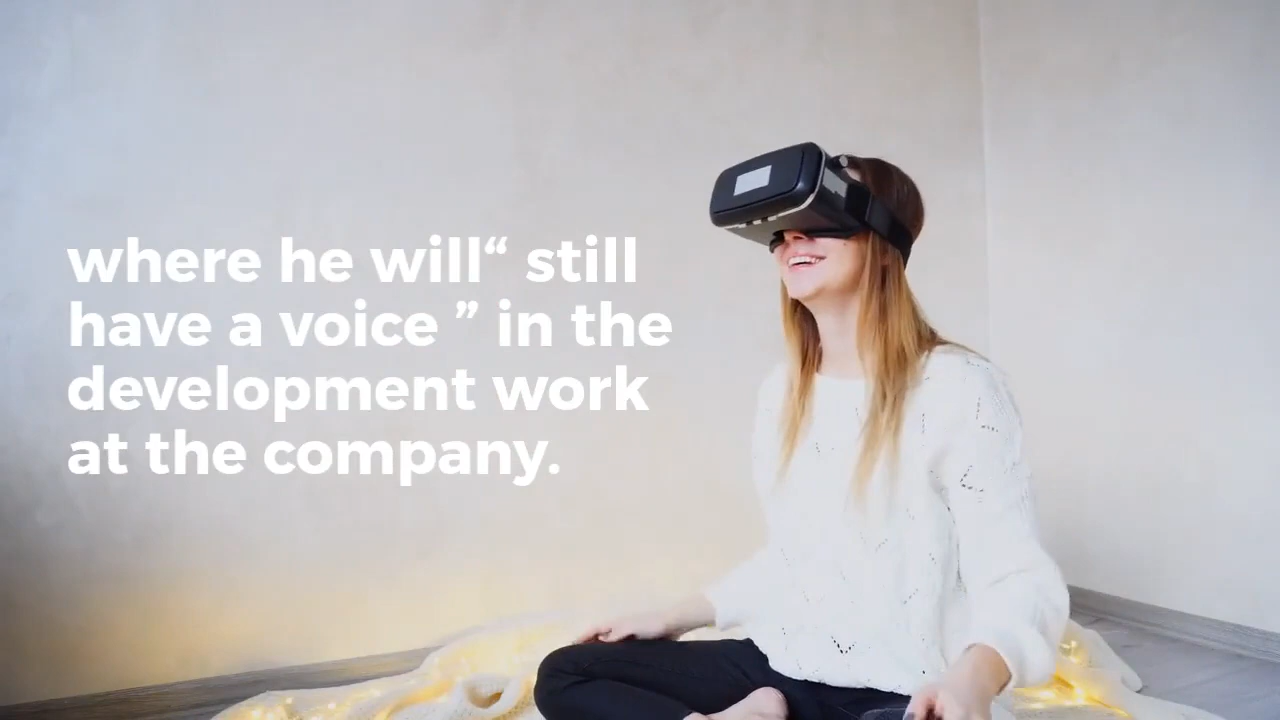 where he will“ still
have a voice ” in the
development work
at the company.